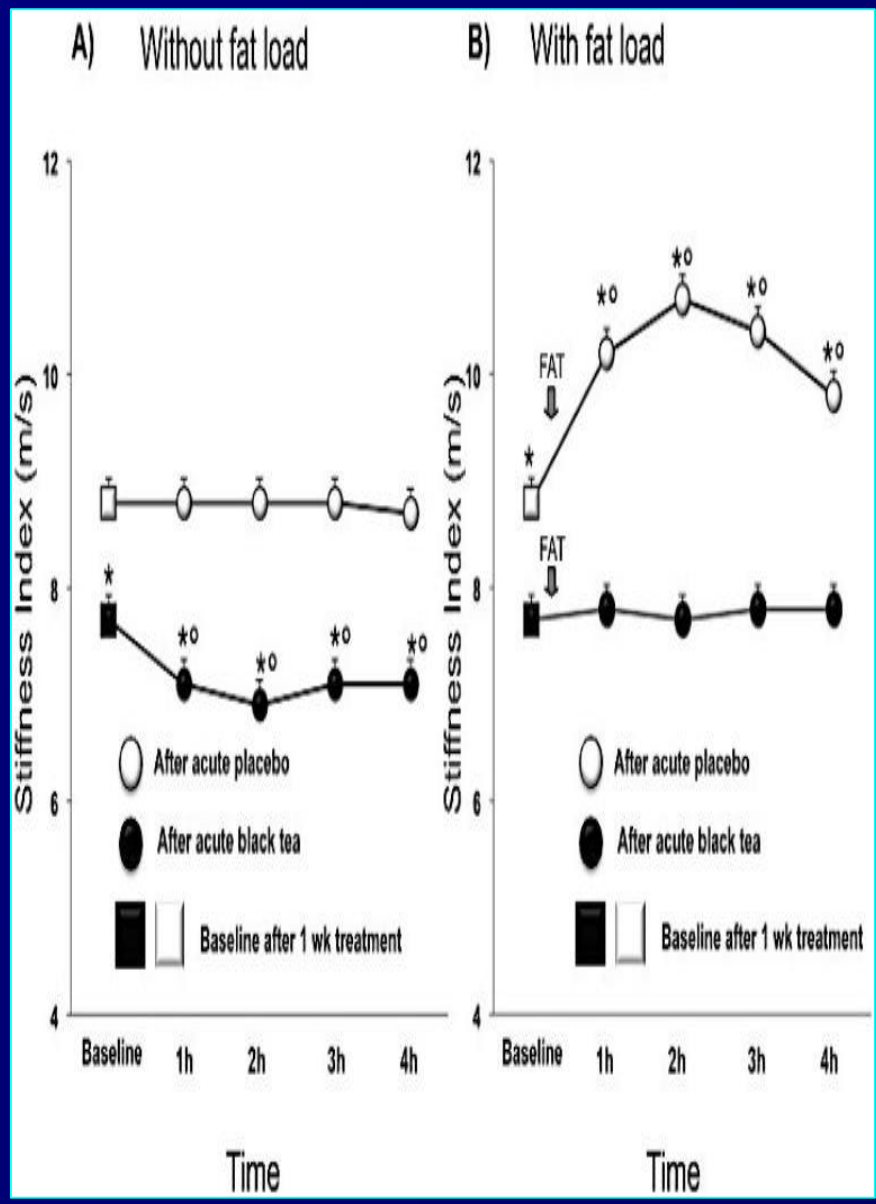 A) Without fat load
12
10
8
6
4
Stiffness Index (m/s)
*
*o
*o
*o
*o
After acute placebo
After acute black tea
Baseline after 1 wk treatment
Baseline 1h 2h 3h 4h
Time
B) With fat load
12
10
8
6
4
Stiffness Index (m/s)
*o
*o
*o
*o
*
FAT
FAT
After acute placebo
After acute black tea
Baseline after 1 wk treatment
Baseline 1h 2h 3h 4h
Time